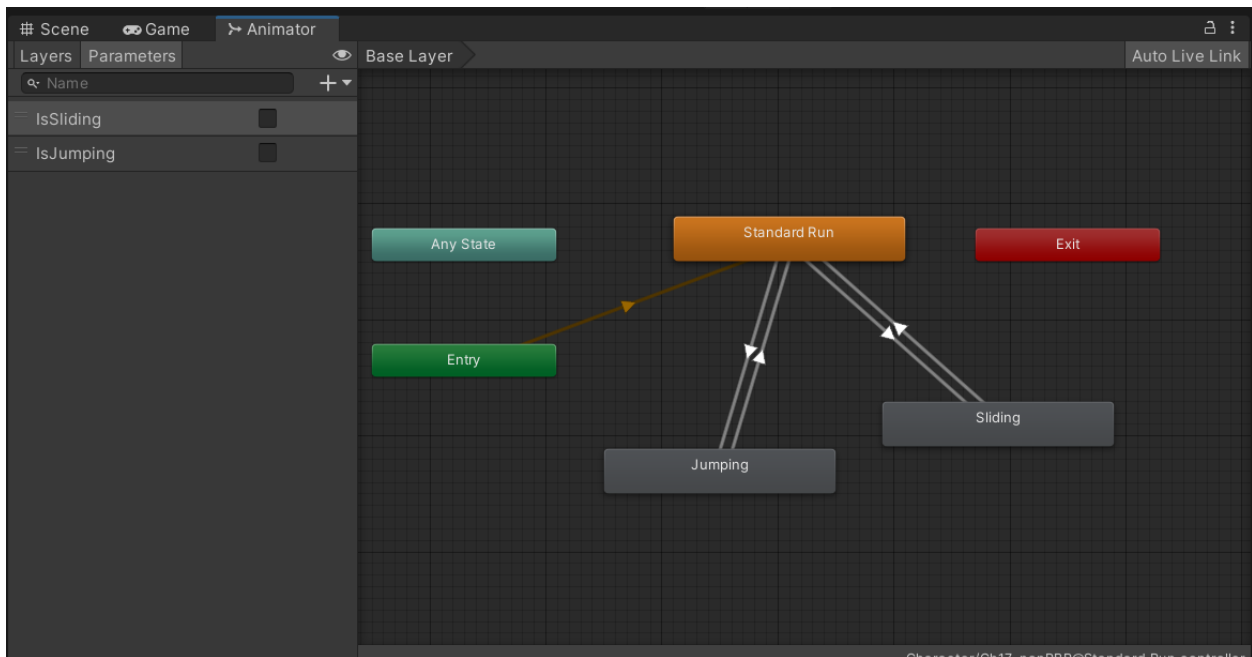 Scene Game Animator
Layers Parameters Base Layer Auto Live Link
Name
IsSliding
IsJumping
Any State
Standard Run
Exit
Entry
Sliding
Jumping